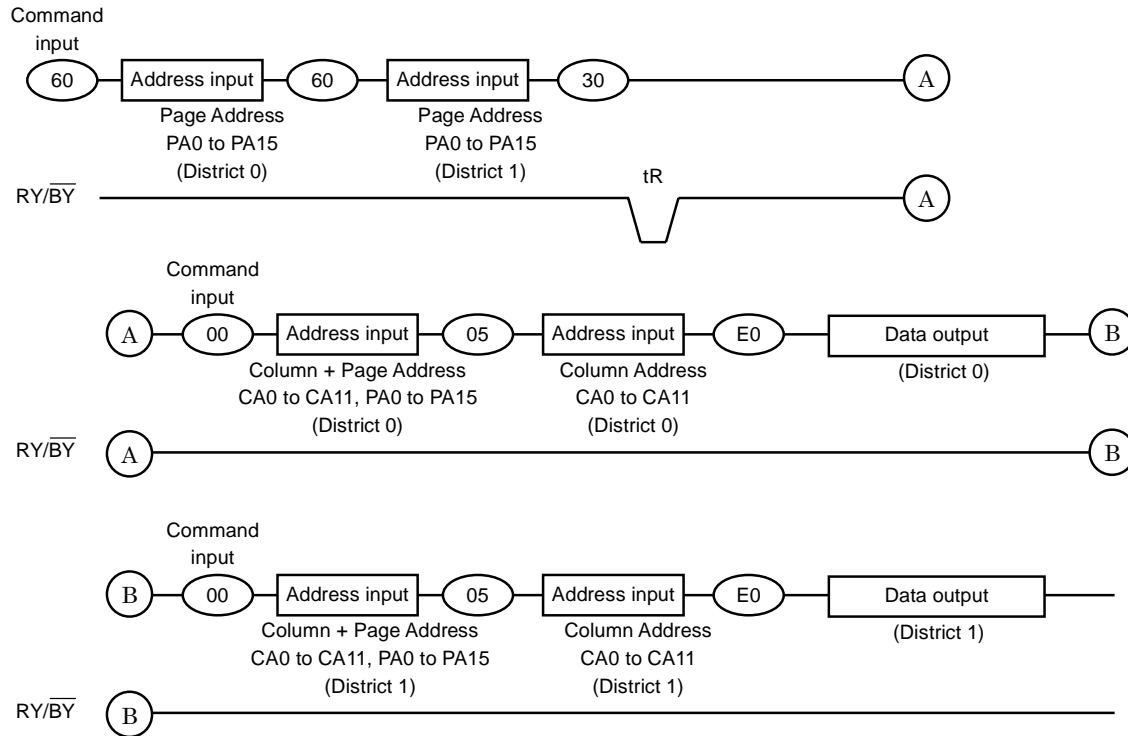 Command
input
60 Address input 60 Address input 30 A
Page Address Page Address
PA0 to PA15 PA0 to PA15
(District 0) (District 1)
tR
RY/BY A
Command
input
A 00 Address input 05 Address input E0 Data output B
Column + Page Address Column Address (District 0)
CA0 to CA11, PA0 to PA15 CA0 to CA11
(District 0) (District 0)
RY/BY A B
Command
input
B 00 Address input 05 Address input E0 Data output
Column + Page Address Column Address (District 1)
CA0 to CA11, PA0 to PA15 CA0 to CA11
(District 1) (District 1)
RY/BY B